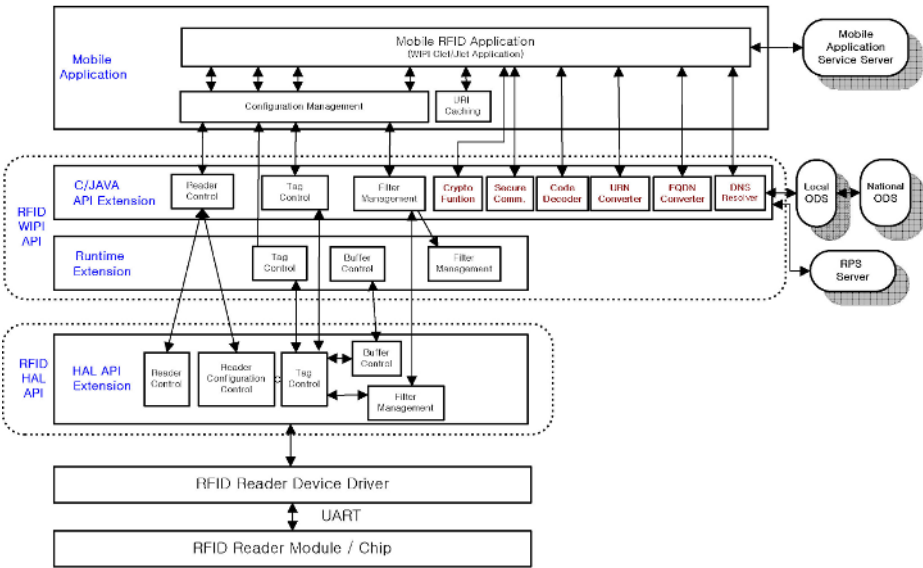 Mobile RFID Application
(WIPI Clet/Jlet Application)
Mobile
Application
Configuration Management
URI
Caching
Mobile
Application
Service Server
RFID
WIPI
API
C/JAVA
API Extension
Reader
Control
Tag
Control
Filter
Management
Crypto
Funtion
Secure
Comm.
Code
Decoder
URN
Converter
FQDN
Converter
DNS
Resolver
Local
ODS
National
ODS
Runtime
Extension
Tag
Control
Buffer
Control
Filter
Management
RPS
Server
RFID
HAL
API
HAL API
Extension
Reader
Control
Reader
Configuration
Control
Tag
Control
Buffer
Control
Filter
Management
RFID Reader Device Driver
UART
RFID Reader Module / Chip